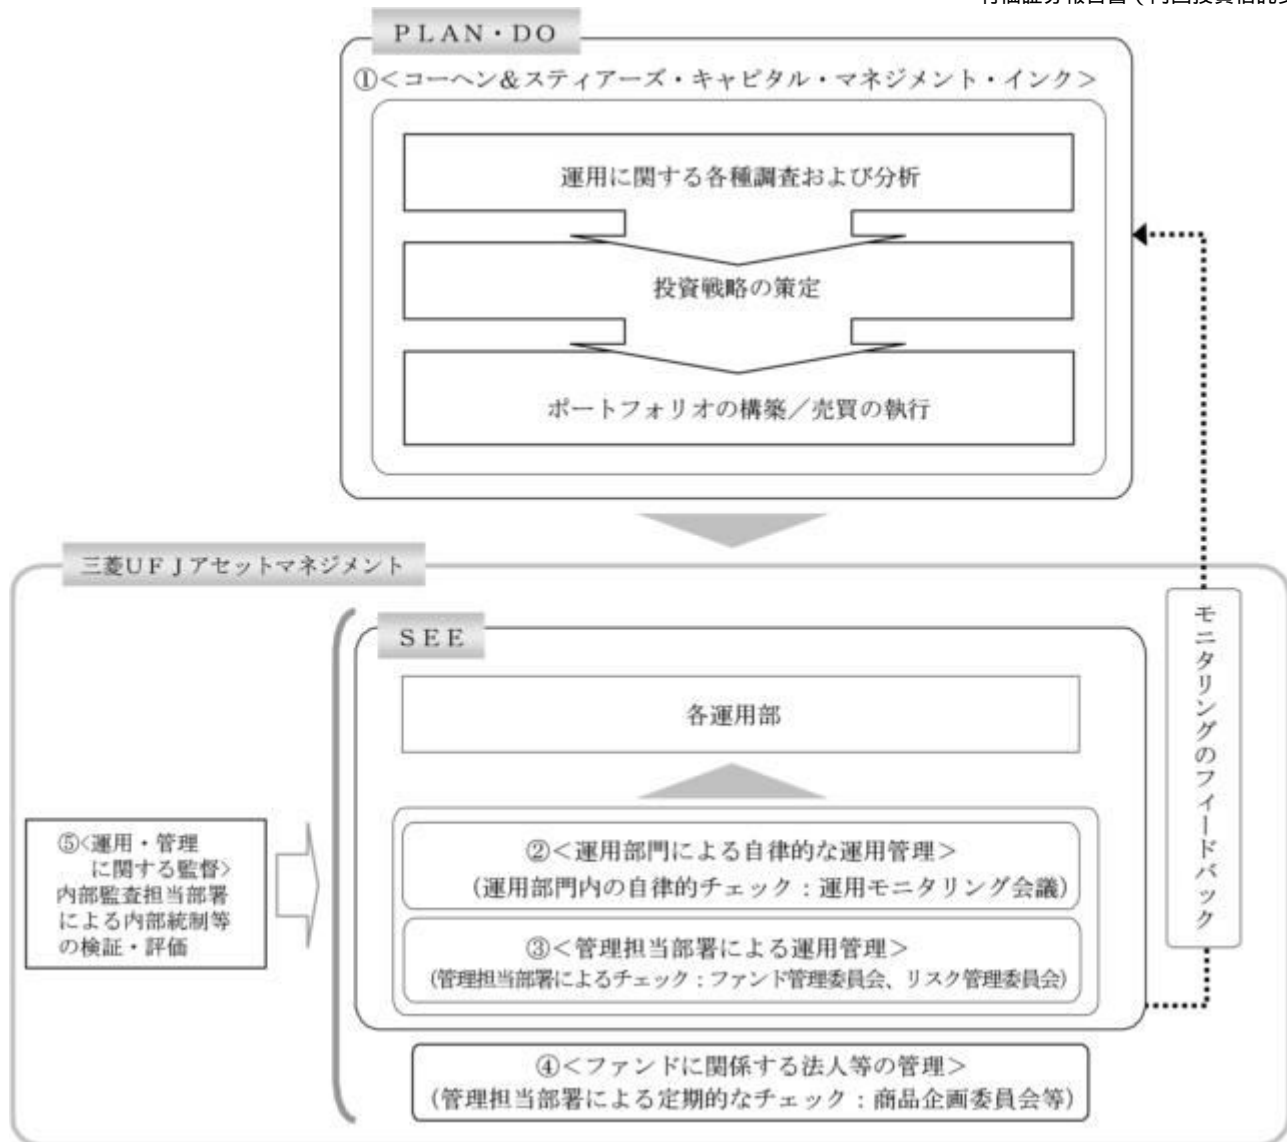 ＰＬＡＮ・ＤＯ
①＜コーヘン＆スティアーズ・キャピタル・マネジメント・インク＞
運用に関する各種調査および分析
投資戦略の策定
ポートフォリオの構築／売買の執行
三菱ＵＦＪアセットマネジメント
ＳＥＥ
各運用部
②＜運用部門による自律的な運用管理＞
（運用部門内の自律的チェック：運用モニタリング会議）
③＜管理担当部署による運用管理＞
（管理担当部署によるチェック：ファンド管理委員会、リスク管理委員会）
④＜ファンドに関係する法人等の管理＞
（管理担当部署による定期的なチェック：商品企画委員会等）
⑤<運用・管理
に関する監督>
内部監査担当部署
による内部統制等
の検証・評価
モニタリングのフィードバック